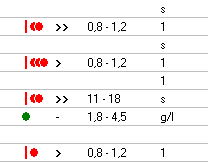 s
>> 0,8 - 1,2 1
s
> 0,8 - 1,2 1
1
>> 11 - 18 s
- 1,8 - 4,5 g/l
> 0,8 - 1,2 1